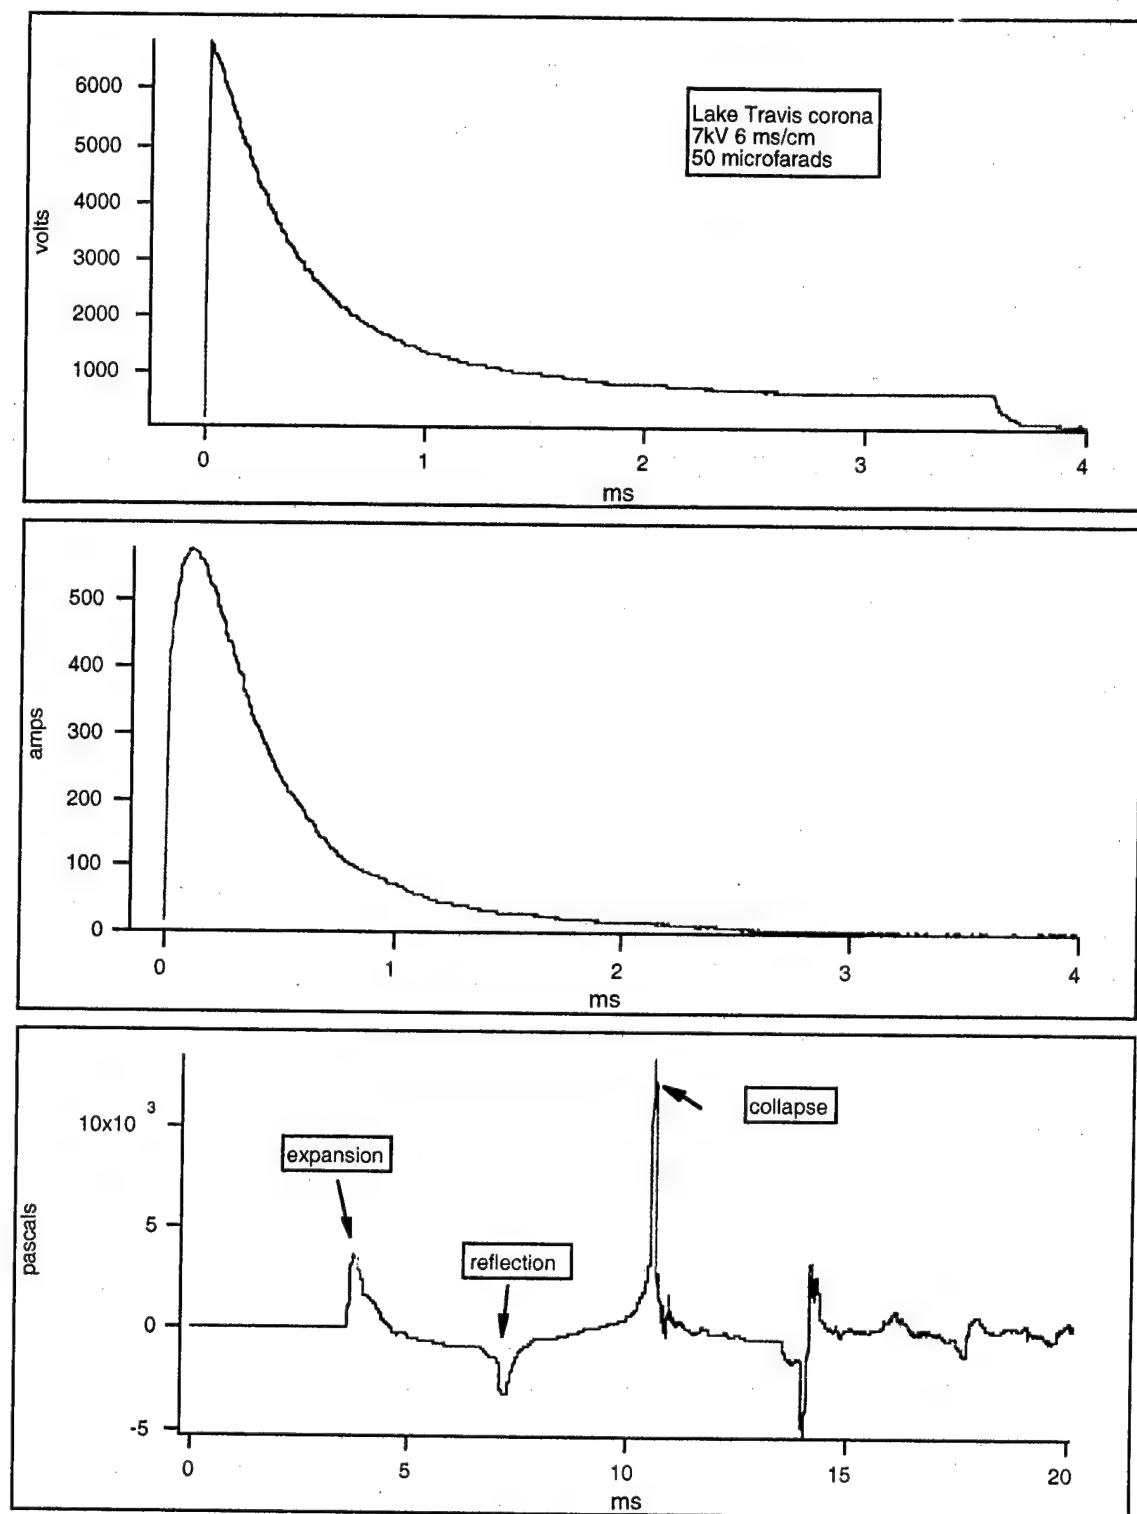 Lake Travis corona
7kV 6 ms/cm
50 microfarads
volts
6000
5000
4000
3000
2000
1000
0 1 2 3 4
ms
amps
500
400
300
200
100
0
0 1 2 3 4
ms
pascals
10x10 3
5
0
-5
expansion
reflection
collapse
0 5 10 15 20
ms